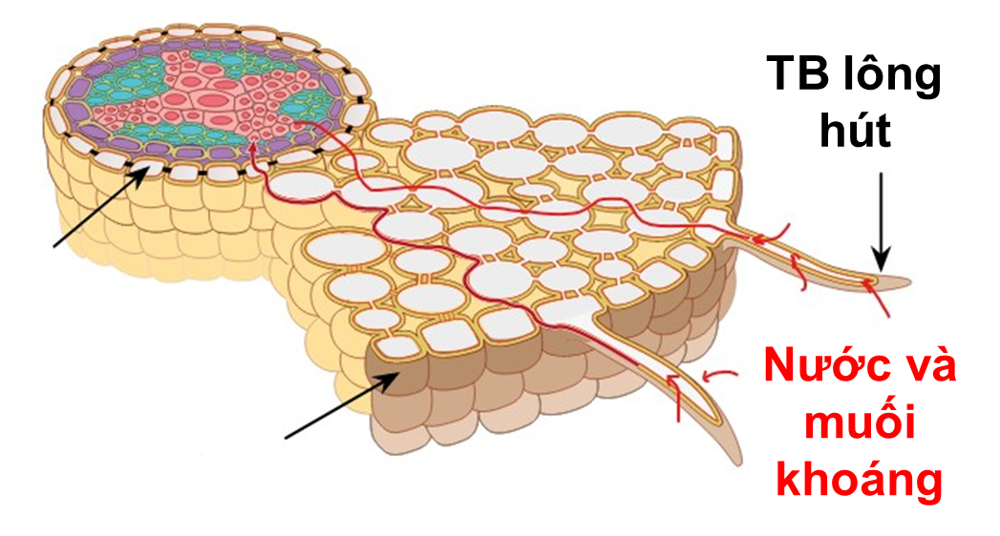 TB lông
hút
Nước và
muối
khoáng